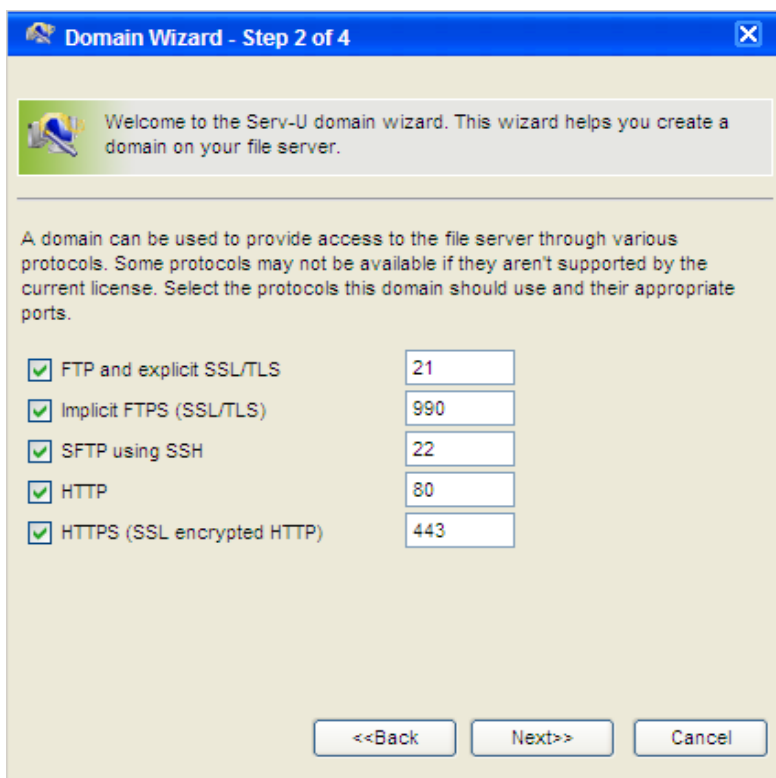 Domain Wizard - Step 2 of 4
Welcome to the Serv-U domain wizard. This wizard helps you create a
domain on your file server.
A domain can be used to provide access to the file server through various
protocols. Some protocols may not be available if they aren't supported by the
current license. Select the protocols this domain should use and their appropriate
ports.
FTP and explicit SSL/TLS 21
Implicit FTPS (SSL/TLS) 990
SFTP using SSH 22
HTTP 80
HTTPS (SSL encrypted HTTP) 443
<<Back Next>> Cancel